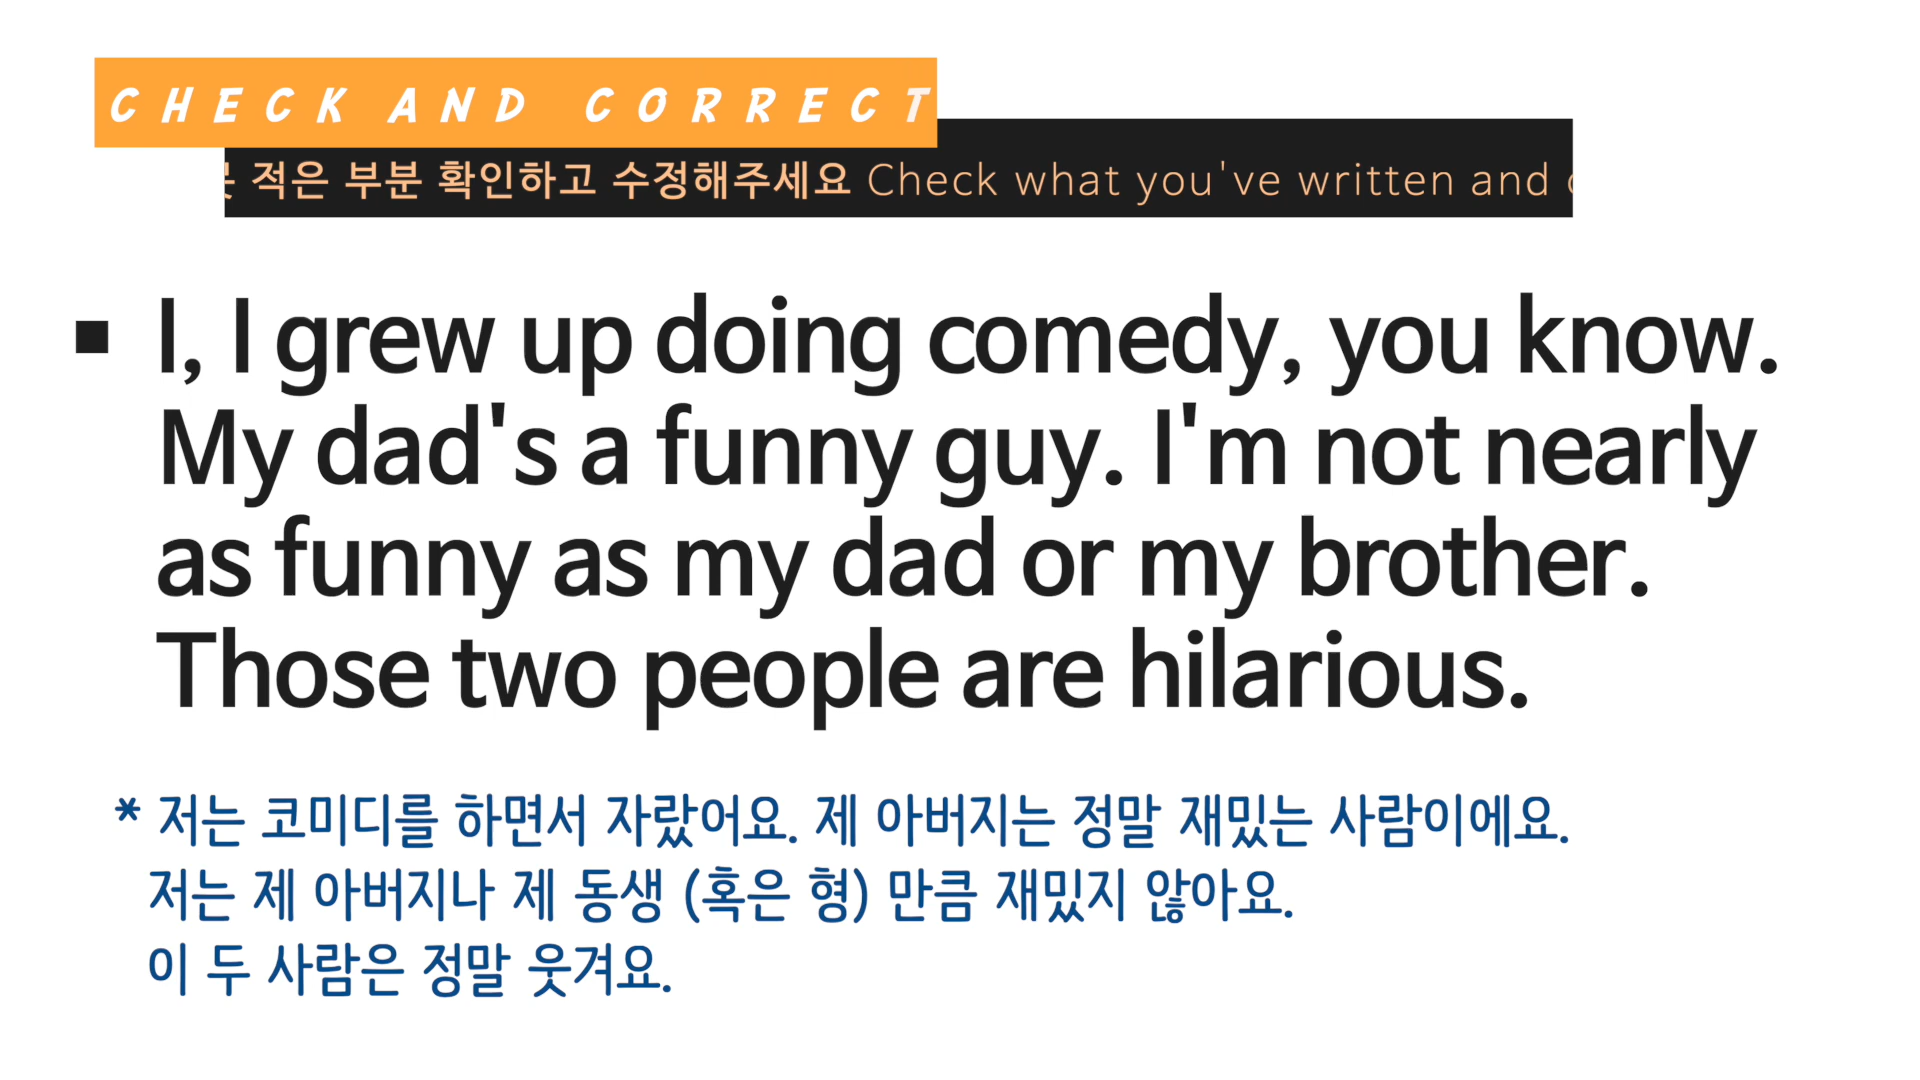 CHECK AND CORRECT
적은 부분 확인하고 수정해주세요 Check what you've written and
▪ I, I grew up doing comedy, you know.
My dad's a funny guy. I'm not nearly
as funny as my dad or my brother.
Those two people are hilarious.
* 저는 코미디를 하면서 자랐어요. 제 아버지는 정말 재밌는 사람이에요.
저는 제 아버지나 제 동생 (혹은 형) 만큼 재밌지 않아요.
이 두 사람은 정말 웃겨요.